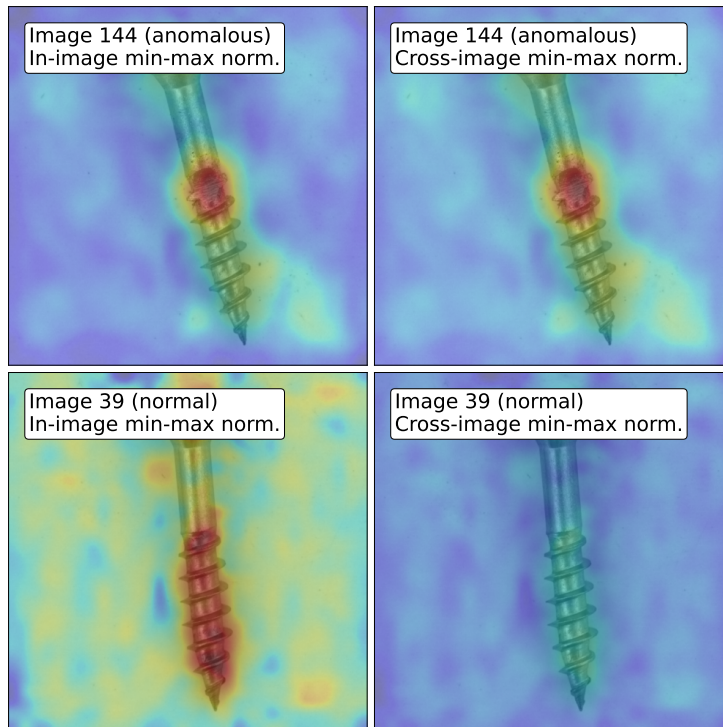 Image 144 (anomalous)
In-image min-max norm.
Image 144 (anomalous)
Cross-image min-max norm.
Image 39 (normal)
In-image min-max norm.
Image 39 (normal)
Cross-image min-max norm.